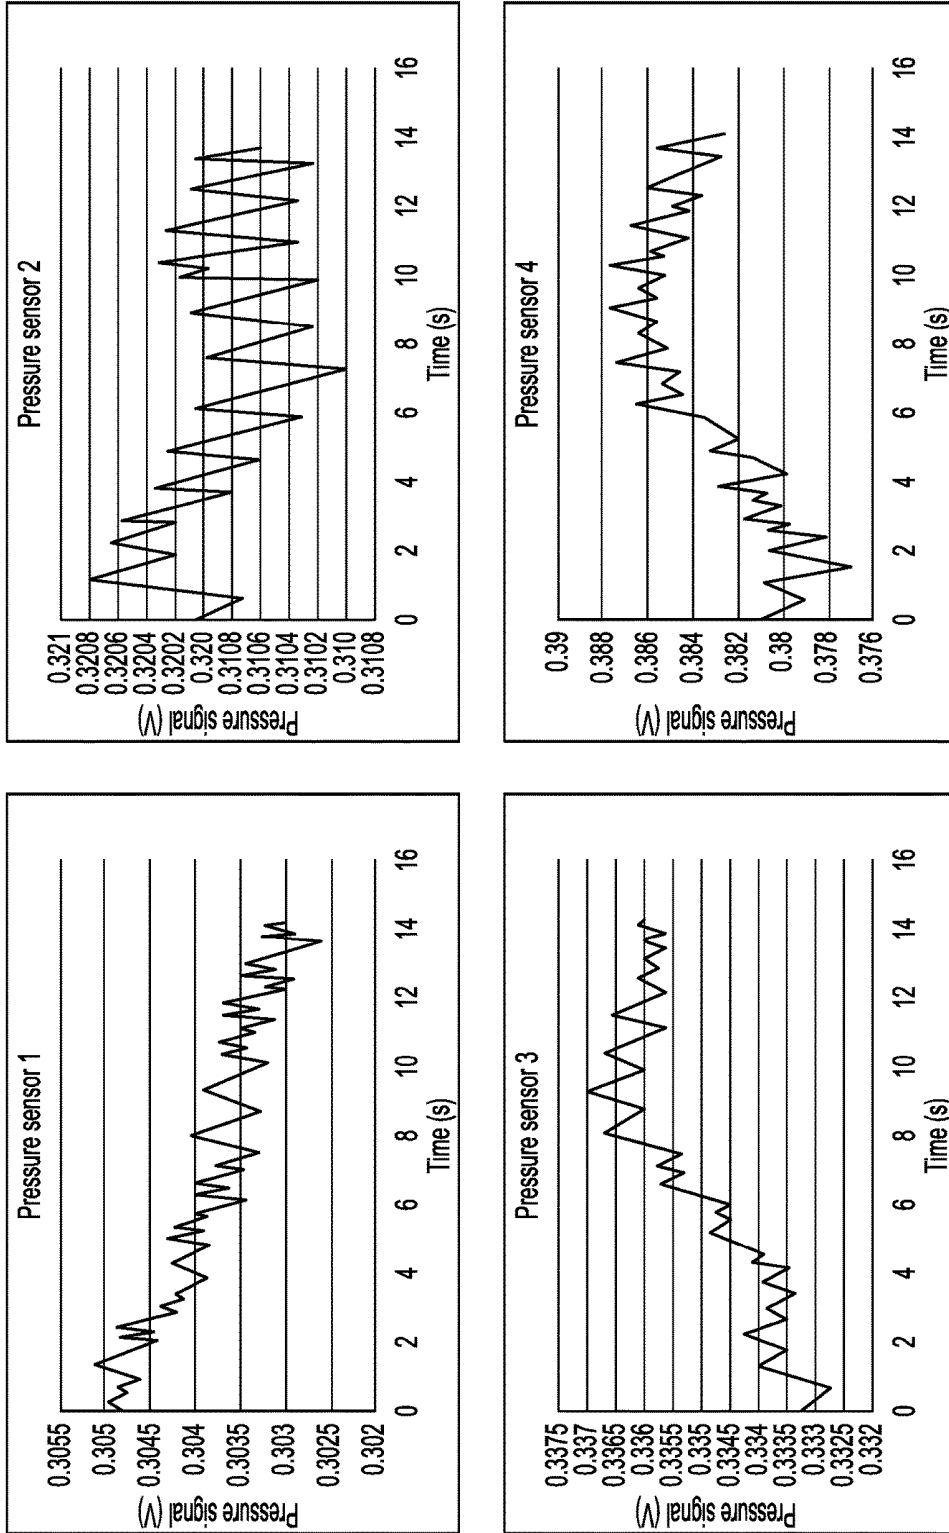 Pressure sensor 1
Pressure signal (V)
0.3055
0.305
0.3045
0.304
0.3035
0.303
0.3025
0.302
0 2 4 6 8 10 12 14 16
Time (s)
Pressure sensor 2
Pressure signal (V)
0.321
0.3208
0.3206
0.3204
0.3202
0.320
0.3108
0.3106
0.3104
0.3102
0.310
0.3108
0 2 4 6 8 10 12 14 16
Time (s)
Pressure sensor 3
Pressure signal (V)
0.3375
0.337
0.3365
0.336
0.3355
0.335
0.3345
0.334
0.3335
0.333
0.3325
0.332
0 2 4 6 8 10 12 14 16
Time (s)
Pressure sensor 4
Pressure signal (V)
0.39
0.388
0.386
0.384
0.382
0.38
0.378
0.376
0 2 4 6 8 10 12 14 16
Time (s)